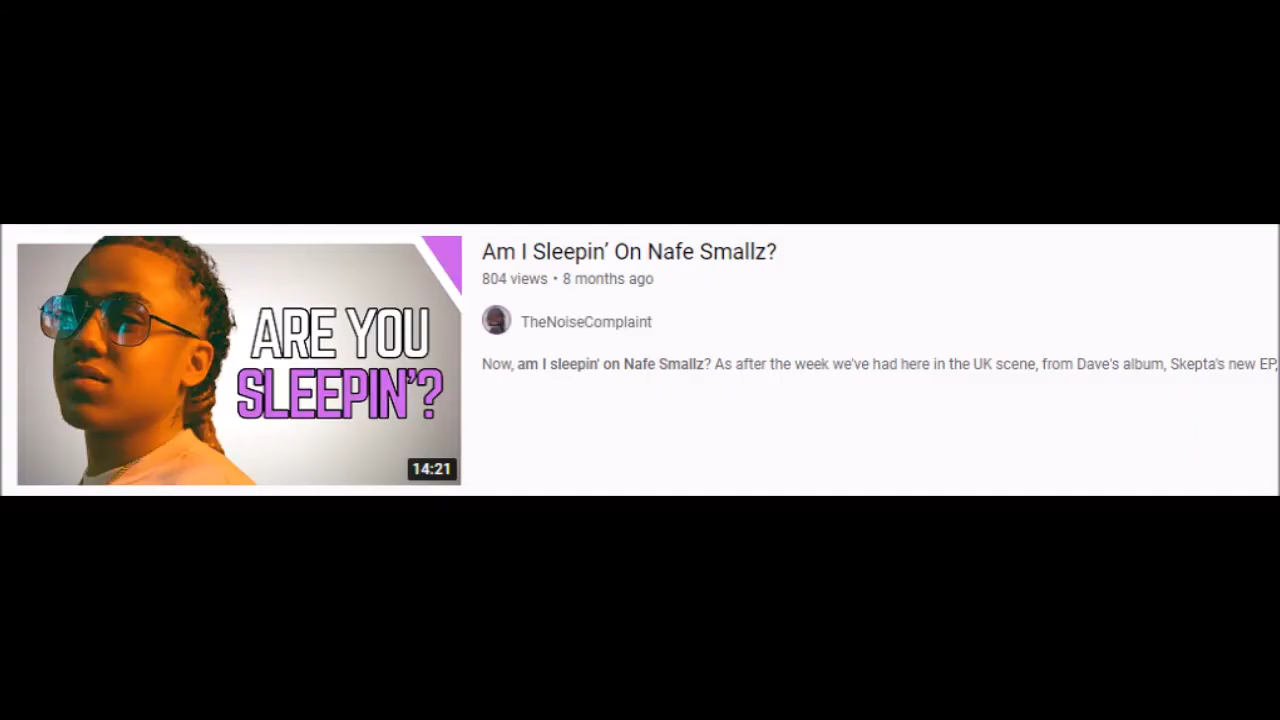 ARE YOU
SLEEPIN'?
14:21
Am I Sleepin’ On Nafe Smallz?
804 views • 8 months ago
TheNoiseComplaint
Now, am I sleepin' on Nafe Smallz? As after the week we've had here in the UK scene, from Dave's album, Skepta's new EP,